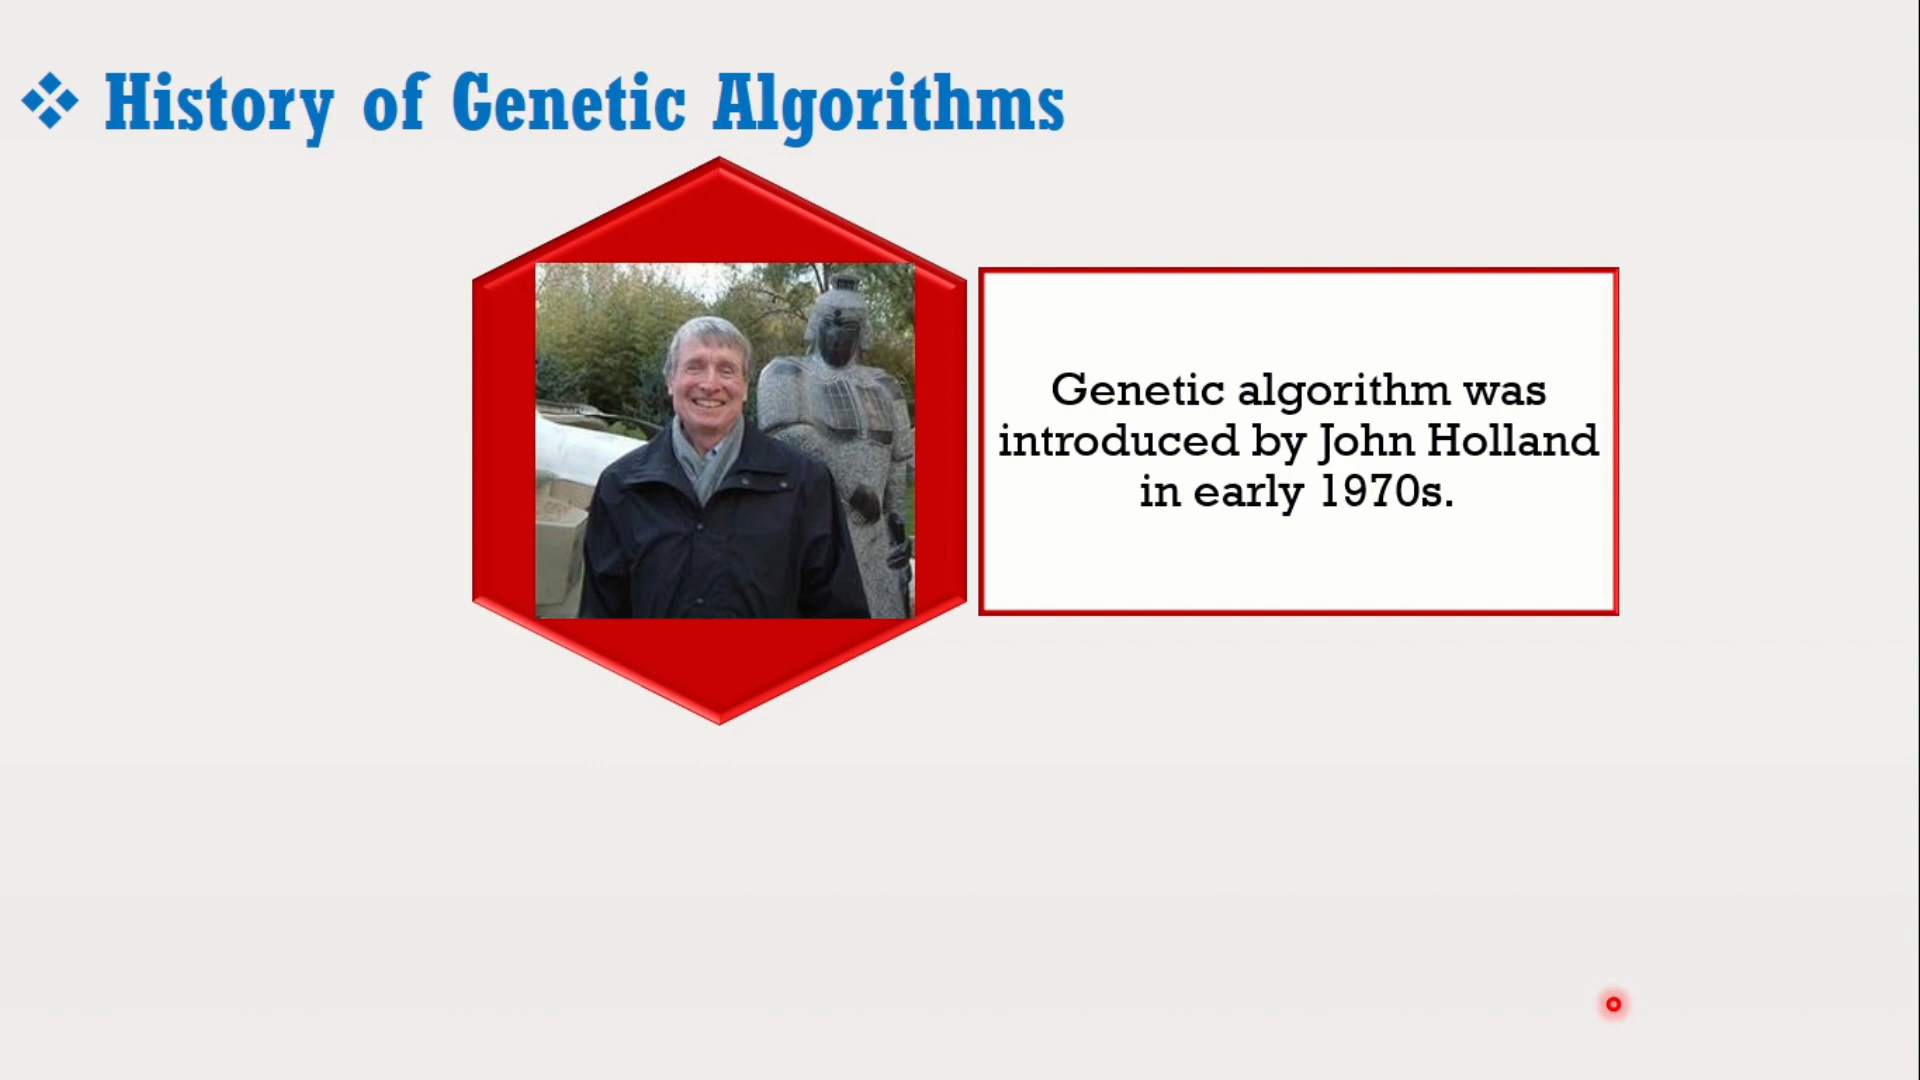 History of Genetic Algorithms
Genetic algorithm was
introduced by John Holland
in early 1970s.